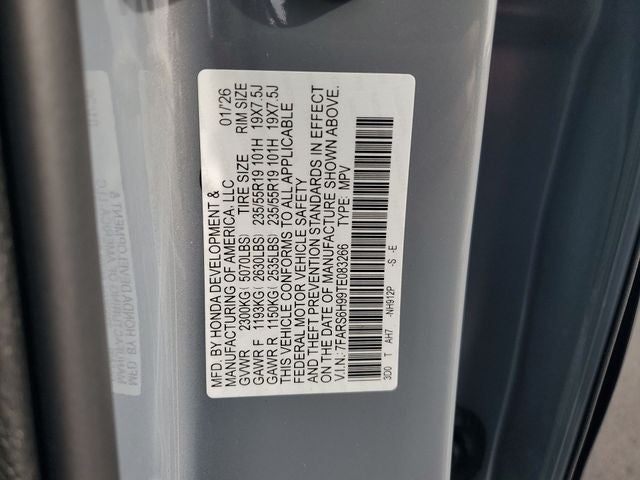 MFD. BY HONDA DEVELOPMENT & 01/26
MANUFACTURING OF AMERICA, LLC
GVWR 2300KG( 5070LBS) TIRE SIZE RIM SIZE
GAWR F 1193KG( 2630LBS) 235/55R19 101H 19X7.5J
GAWR R 1150KG( 2535LBS) 235/55R19 101H 19X7.5J
THIS VEHICLE CONFORMS TO ALL APPLICABLE
FEDERAL MOTOR VEHICLE SAFETY
AND THEFT PREVENTION STANDARDS IN EFFECT
ON THE DATE OF MANUFACTURE SHOWN ABOVE.
V.I.N.: 7FARS6H99TE083266 TYPE: MPV
3D0 T AH7 -NH912P -S -E